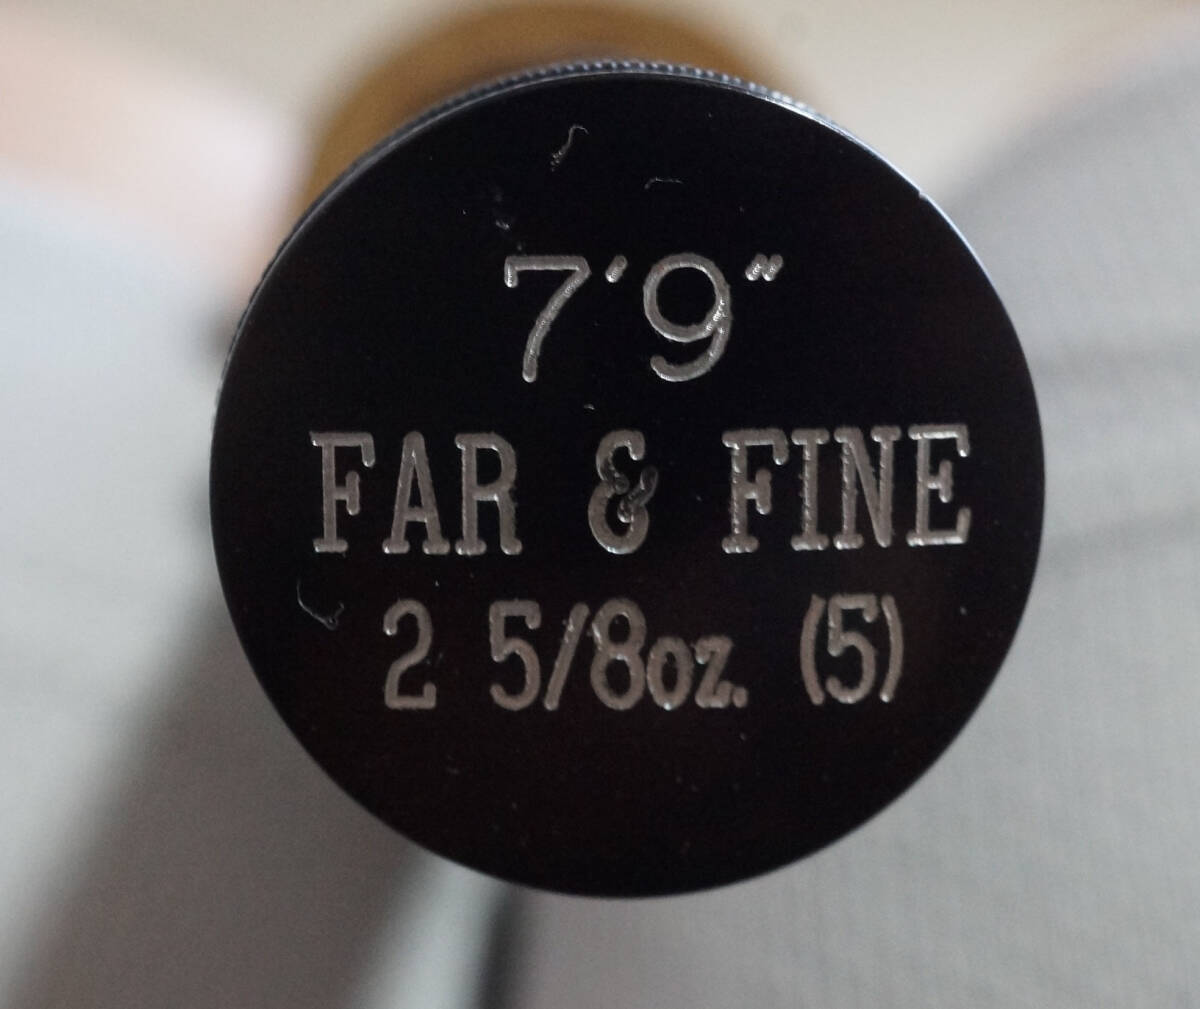 7'9"
FAR & FINE
2 5/8oz. (5)